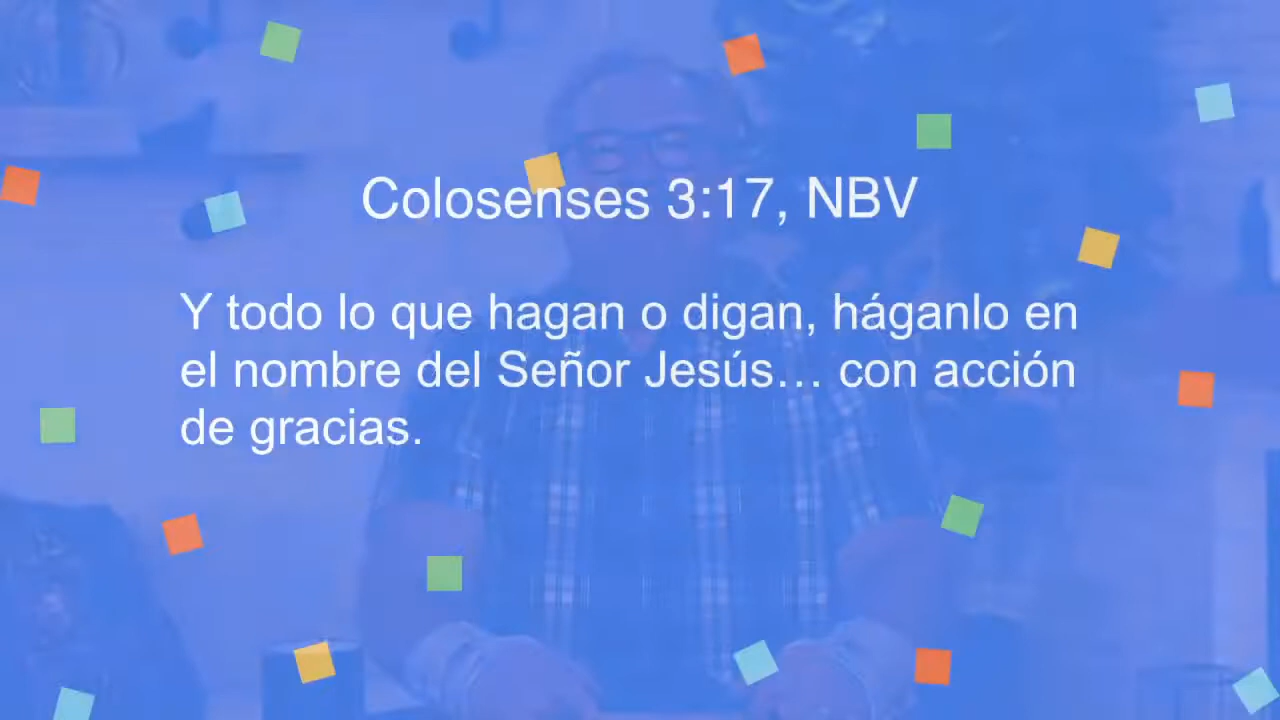 Colosenses 3:17, NBV
Y todo lo que hagan o digan, háganlo en
el nombre del Señor Jesús… con acción
de gracias.